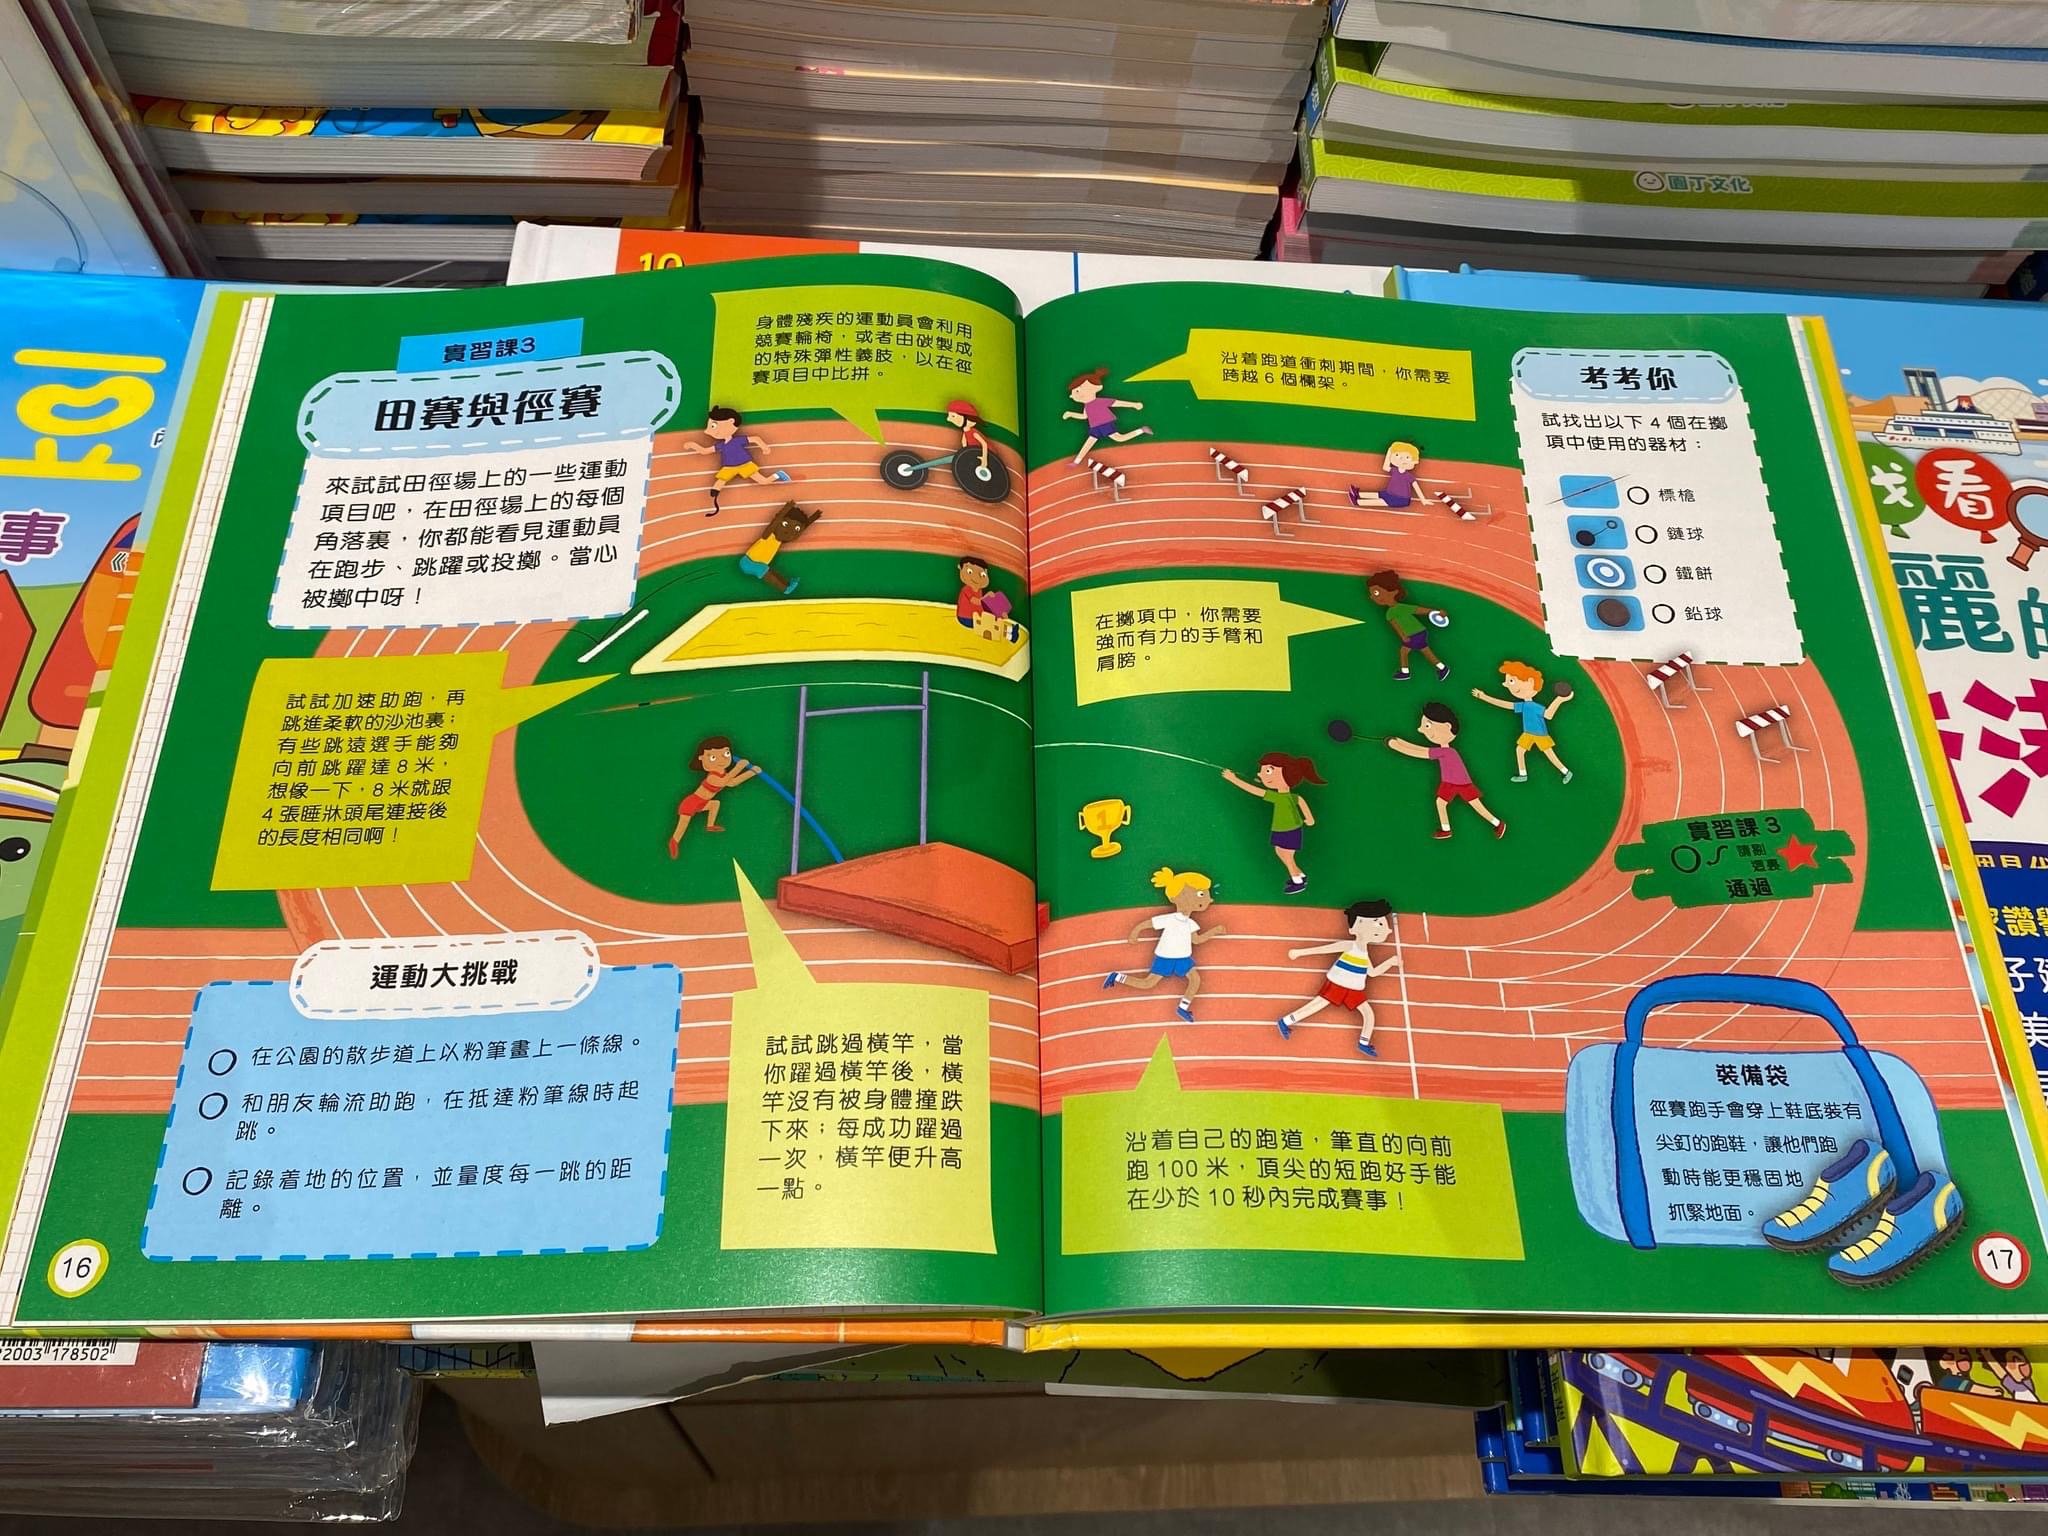 園丁文化
10
實習課3
田賽與徑賽
來試試田徑場上的一些運動
項目吧，在田徑場上的每個
角落裏，你都能看見運動員
在跑步、跳躍或投擲。當心
被擲中呀！
身體殘疾的運動員會利用
競賽輪椅，或者由碳製成
的特殊彈性義肢，以在徑
賽項目中比拼。
試試加速助跑，再
跳進柔軟的沙池裏；
有些跳遠選手能夠
向前跳躍達8米，
想像一下，8米就跟
4張睡牀頭尾連接後
的長度相同啊！
運動大挑戰
在公園的散步道上以粉筆畫上一條線。
和朋友輪流助跑，在抵達粉筆線時起
跳。
記錄着地的位置，並量度每一跳的距
離。
試試跳過橫竿，當
你躍過橫竿後，橫
竿沒有被身體撞跌
下來；每成功躍過
一次，橫竿便升高
一點。
16
沿着跑道衝刺期間，你需要
跨越6個欄架。
考考你
試找出以下4個在擲
項中使用的器材：
標槍
鏈球
鐵餅
鉛球
在擲項中，你需要
強而有力的手臂和
肩膀。
1
實習課3
請剔
這裏
通過
沿着自己的跑道，筆直的向前
跑100米，頂尖的短跑好手能
在少於10秒內完成賽事！
裝備袋
徑賽跑手會穿上鞋底裝有
尖釘的跑鞋，讓他們跑
動時能更穩固地
抓緊地面。
17
事
看
麗的
2003 178502